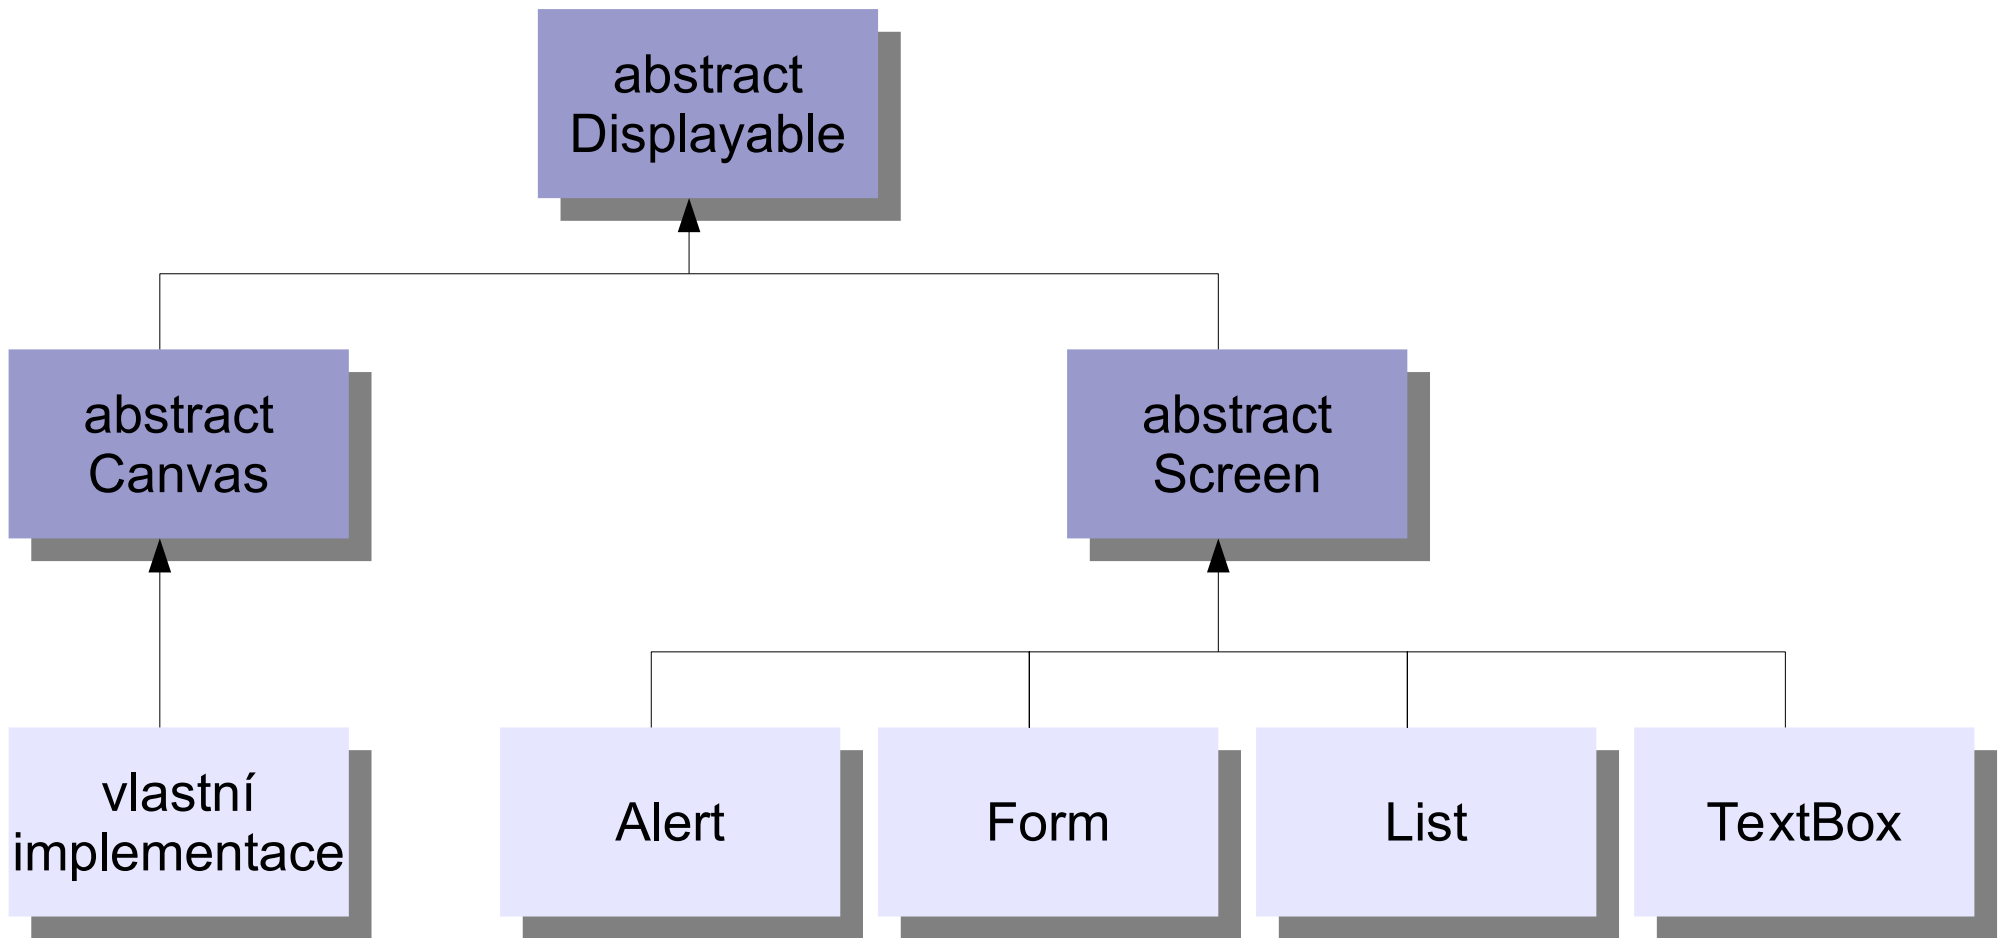 abstract
Displayable
abstract
Canvas
abstract
Screen
vlastní
implementace
Alert
Form
List
TextBox